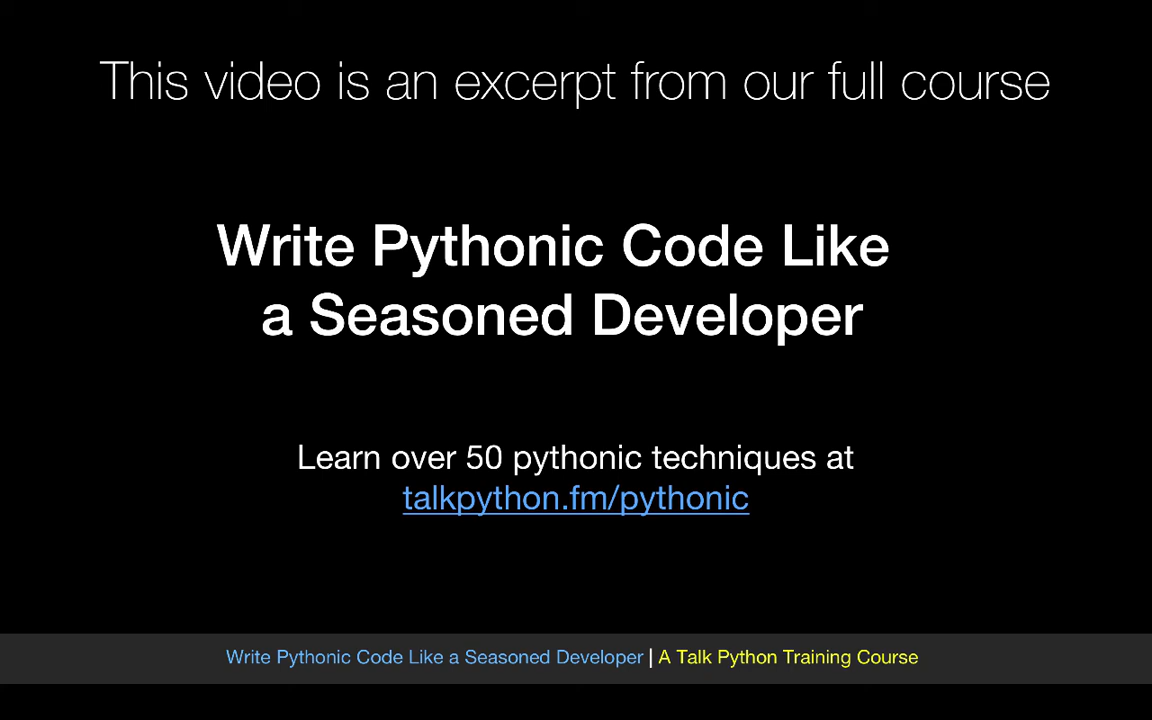 This video is an excerpt from our full course
Write Pythonic Code Like
a Seasoned Developer
Learn over 50 pythonic techniques at
talkpython.fm/pythonic
Write Pythonic Code Like a Seasoned Developer | A Talk Python Training Course